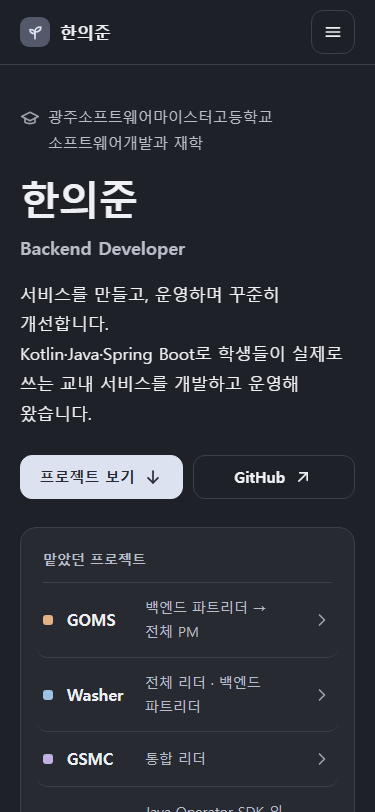 한의준
광주소프트웨어마이스터고등학교
소프트웨어개발과 재학
한의준
Backend Developer
서비스를 만들고, 운영하며 꾸준히
개선합니다.
Kotlin·Java·Spring Boot로 학생들이 실제로
쓰는 교내 서비스를 개발하고 운영해
왔습니다.
프로젝트 보기 ↓
GitHub ↗
맡았던 프로젝트
GOMS
백엔드 파트리더 →
전체 PM
Washer
전체 리더 · 백엔드
파트리더
GSMC
통합 리더
Java Operator SDK 외